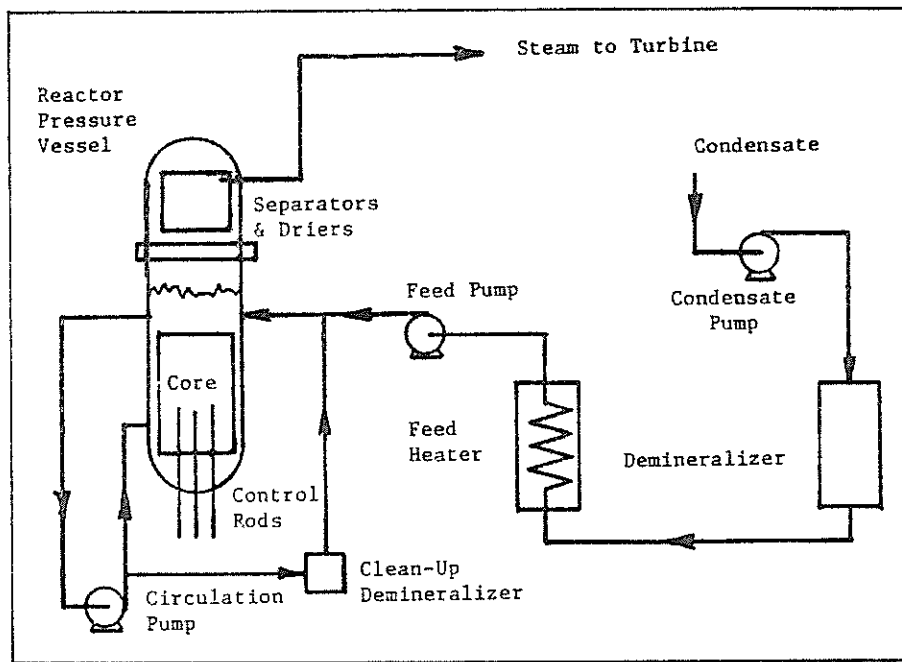 Steam to Turbine
Reactor
Pressure
Vessel
Condensate
Separators
& Driers
Feed Pump
Condensate
Pump
Core
Feed
Heater
Demineralizer
Control
Rods
Clean-Up
Demineralizer
Circulation
Pump